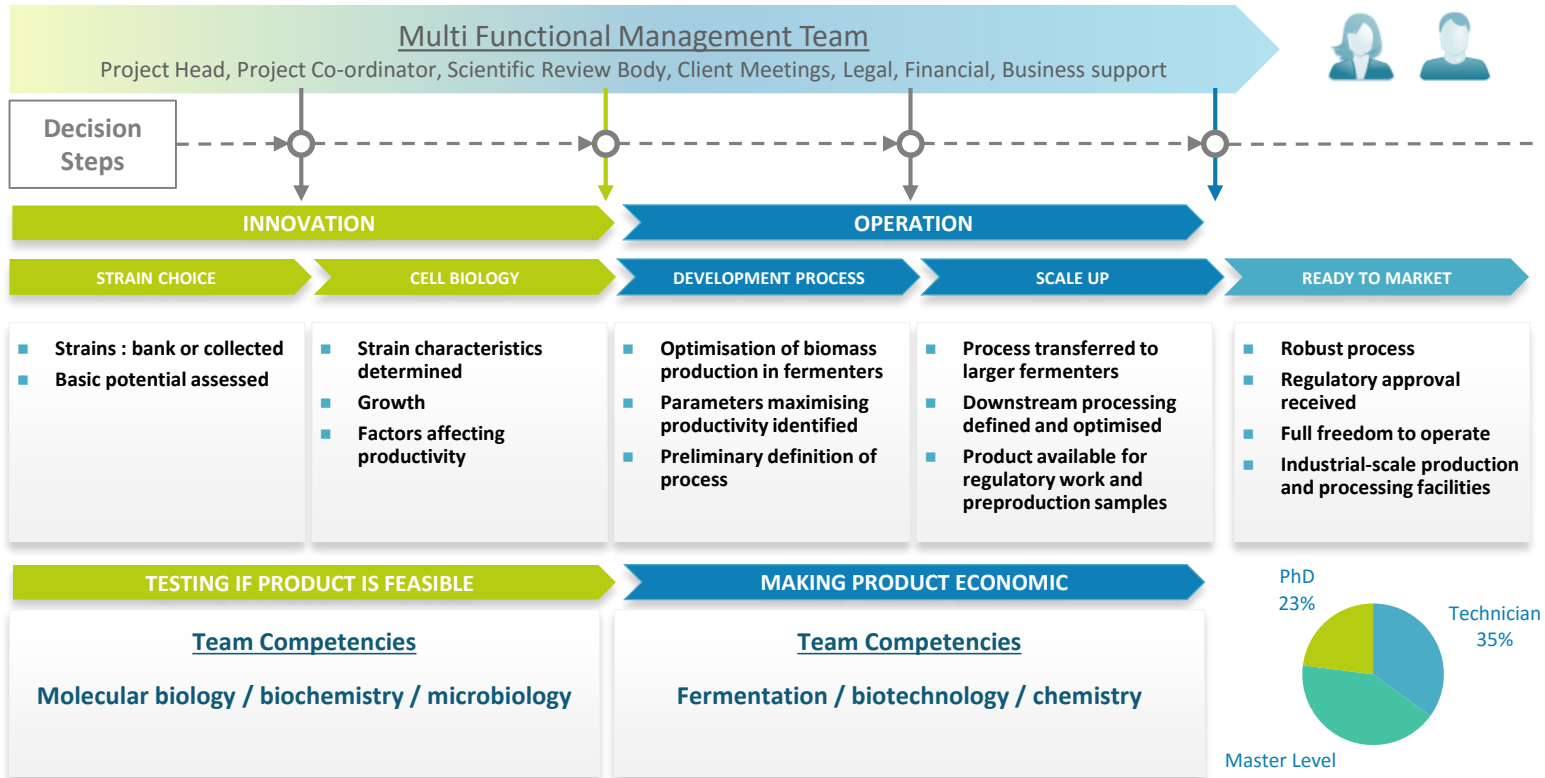 Multi Functional Management Team
Project Head, Project Co-ordinator, Scientific Review Body, Client Meetings, Legal, Financial, Business support
Decision
Steps
INNOVATION
OPERATION
STRAIN CHOICE
CELL BIOLOGY
DEVELOPMENT PROCESS
SCALE UP
READY TO MARKET
Strains : bank or collected
Basic potential assessed
Strain characteristics
determined
Growth
Factors affecting
productivity
Optimisation of biomass
production in fermenters
Parameters maximising
productivity identified
Preliminary definition of
process
Process transferred to
larger fermenters
Downstream processing
defined and optimised
Product available for
regulatory work and
preproduction samples
Robust process
Regulatory approval
received
Full freedom to operate
Industrial-scale production
and processing facilities
TESTING IF PRODUCT IS FEASIBLE
MAKING PRODUCT ECONOMIC
Team Competencies
Molecular biology / biochemistry / microbiology
Team Competencies
Fermentation / biotechnology / chemistry
PhD
23%
Technician
35%
Master Level